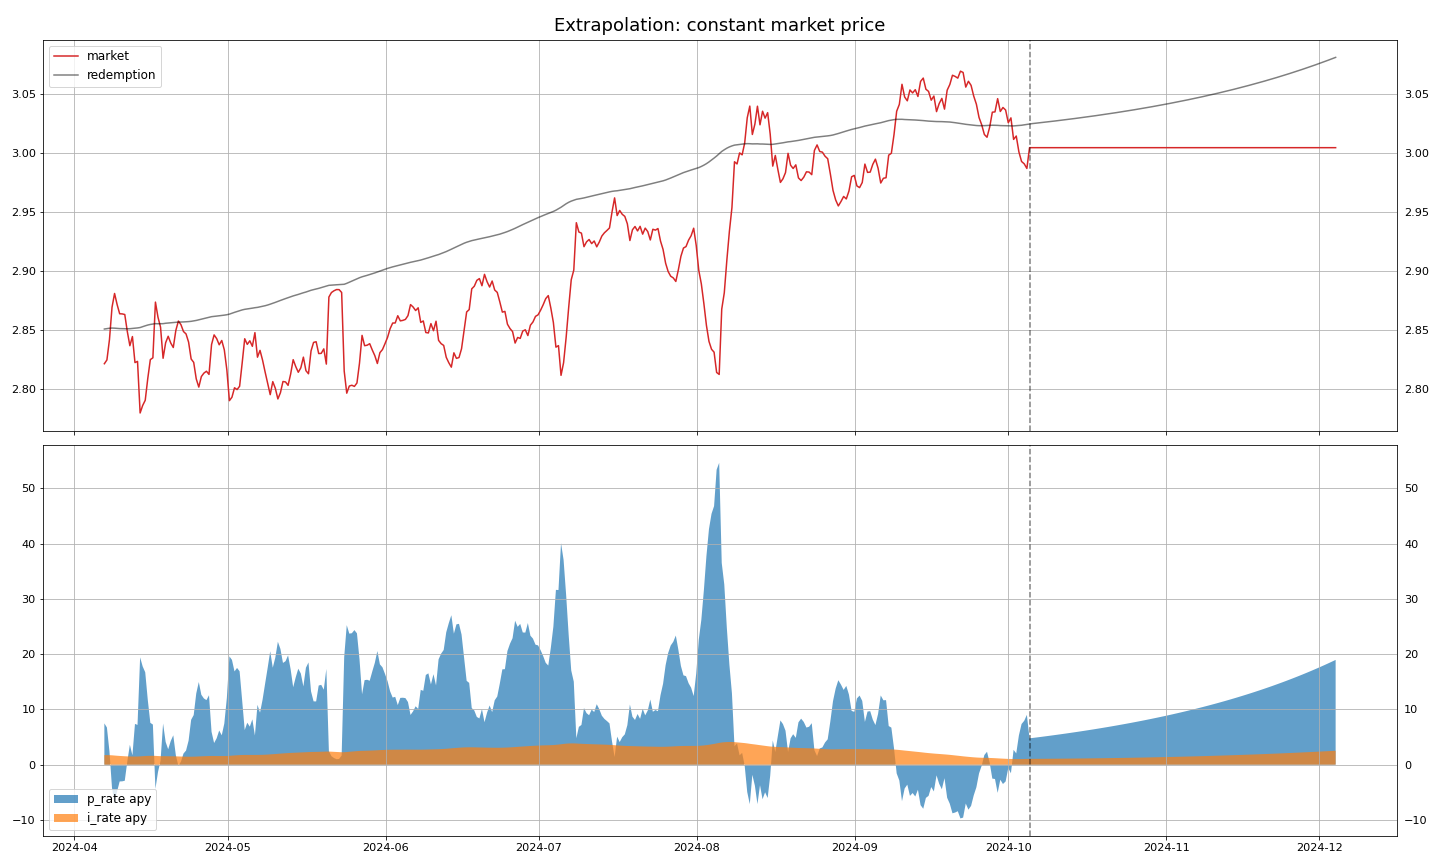 Extrapolation: constant market price
market
redemption
3.05 3.05
3.00 3.00
2.95 2.95
2.90 2.90
2.85 2.85
2.80 2.80
50 50
40 40
30 30
20 20
10 10
0 0
−10 −10
p_rate apy
i_rate apy
2024-04 2024-05 2024-06 2024-07 2024-08 2024-09 2024-10 2024-11 2024-12